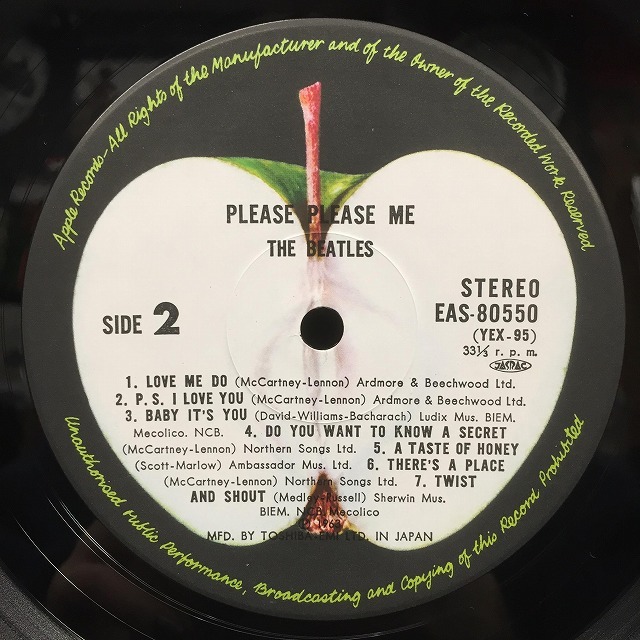 Apple Records-All Rights of the Manufacturer and of the Owner of the Recorded Work Reserved
PLEASE PLEASE ME
THE BEATLES
STEREO
SIDE 2
EAS-80550
(YEX-95)
33⅓ r. p. m.
JASRAC
1. LOVE ME DO (McCartney-Lennon) Ardmore & Beechwood Ltd.
2. P.S. I LOVE YOU (McCartney-Lennon) Ardmore & Beechwood Ltd.
3. BABY IT'S YOU (David-Williams-Bacharach) Ludix Mus. BIEM.
Mecolico. NCB. 4. DO YOU WANT TO KNOW A SECRET
(McCartney-Lennon) Northern Songs Ltd. 5. A TASTE OF HONEY
(Scott-Marlow) Ambassador Mus. Ltd. 6. THERE'S A PLACE
(McCartney-Lennon) Northern Songs Ltd. 7. TWIST
AND SHOUT (Medley-Russell) Sherwin Mus.
BIEM. NCB. Mecolico
Ⓟ 1963
MFD. BY TOSHIBA-EMI LTD. IN JAPAN
Unauthorised Public Performance, Broadcasting and Copying of this Record Prohibited